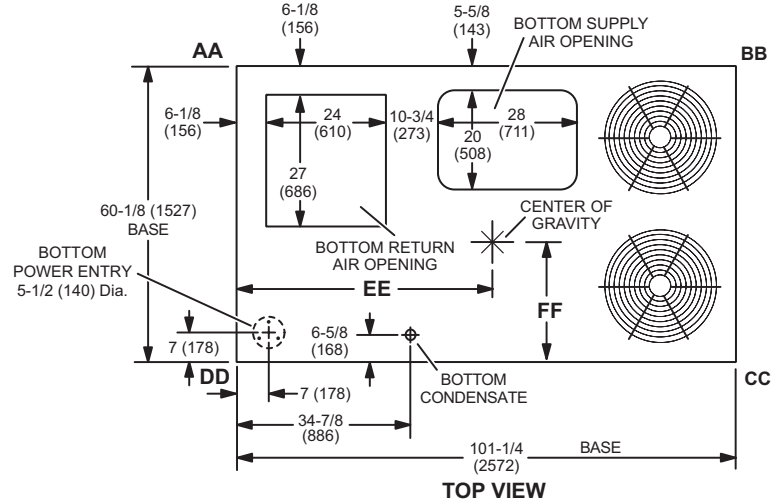 6-1/8
(156)
5-5/8
(143)
BOTTOM SUPPLY
AIR OPENING
AA
BB
6-1/8
(156)
24
(610)
10-3/4
(273)
28
(711)
20
(508)
27
(686)
60-1/8 (1527)
BASE
CENTER OF
GRAVITY
BOTTOM
POWER ENTRY
5-1/2 (140) Dia.
BOTTOM RETURN
AIR OPENING
EE
FF
7 (178)
6-5/8
(168)
DD
CC
7 (178)
BOTTOM
CONDENSATE
34-7/8
(886)
101-1/4
(2572)
BASE
TOP VIEW